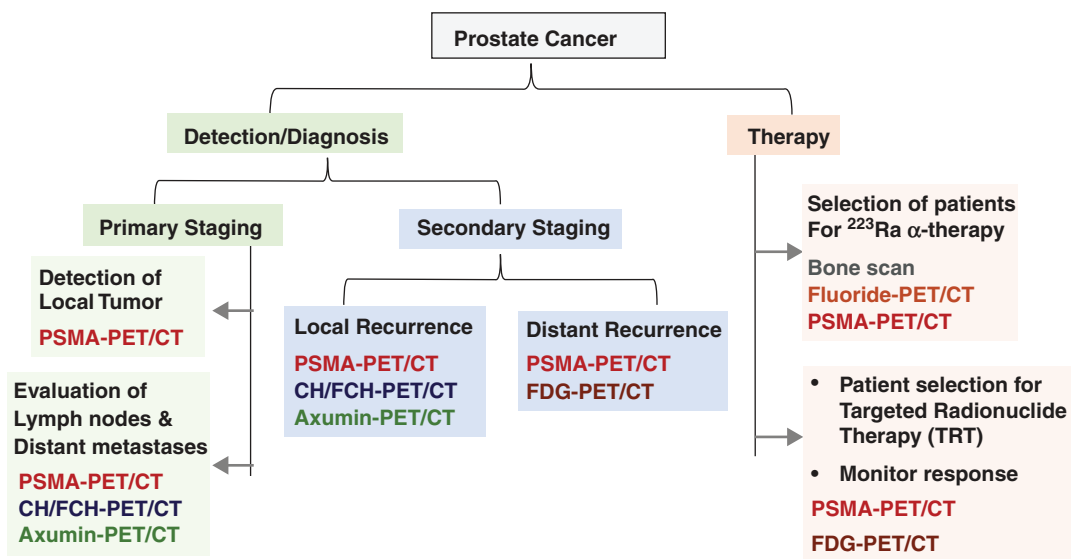 Prostate Cancer
Detection/Diagnosis
Therapy
Primary Staging
Secondary Staging
Detection of
Local Tumor
PSMA-PET/CT
Evaluation of
Lymph nodes &
Distant metastases
PSMA-PET/CT
CH/FCH-PET/CT
Axumin-PET/CT
Local Recurrence
PSMA-PET/CT
CH/FCH-PET/CT
Axumin-PET/CT
Distant Recurrence
PSMA-PET/CT
FDG-PET/CT
Selection of patients
For ²²³Ra α-therapy
Bone scan
Fluoride-PET/CT
PSMA-PET/CT
• Patient selection for
Targeted Radionuclide
Therapy (TRT)
• Monitor response
PSMA-PET/CT
FDG-PET/CT